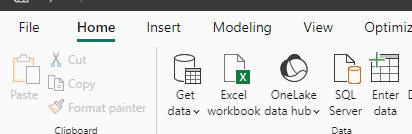 File Home Insert Modeling View Optimiz
Paste
Cut
Copy
Format painter
Clipboard
Get data
Excel workbook
OneLake data hub
SQL Server
Enter data
Data